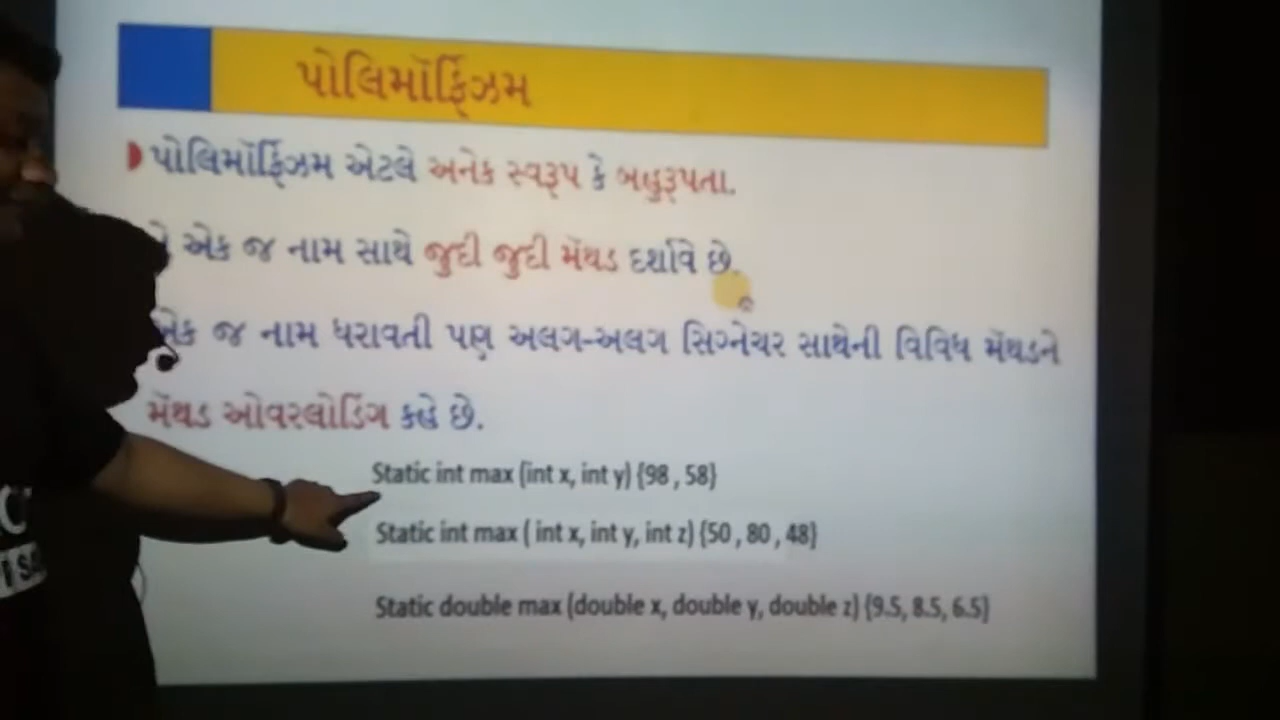 પોલિમૉર્ફિઝમ
પોલિમૉર્ફિઝમ એટલે અનેક સ્વરૂપ કે બહુરૂપતા.
એક જ નામ સાથે જુદી જુદી મૅથડ દર્શાવે છે.
એક જ નામ ધરાવતી પણ અલગ-અલગ સિગ્નેચર સાથેની વિવિધ મૅથડને
મૅથડ ઓવરલોડિંગ કહે છે.
Static int max (int x, int y) {98 , 58}
Static int max ( int x, int y, int z) {50 , 80 , 48}
Static double max (double x, double y, double z) {9.5, 8.5, 6.5}